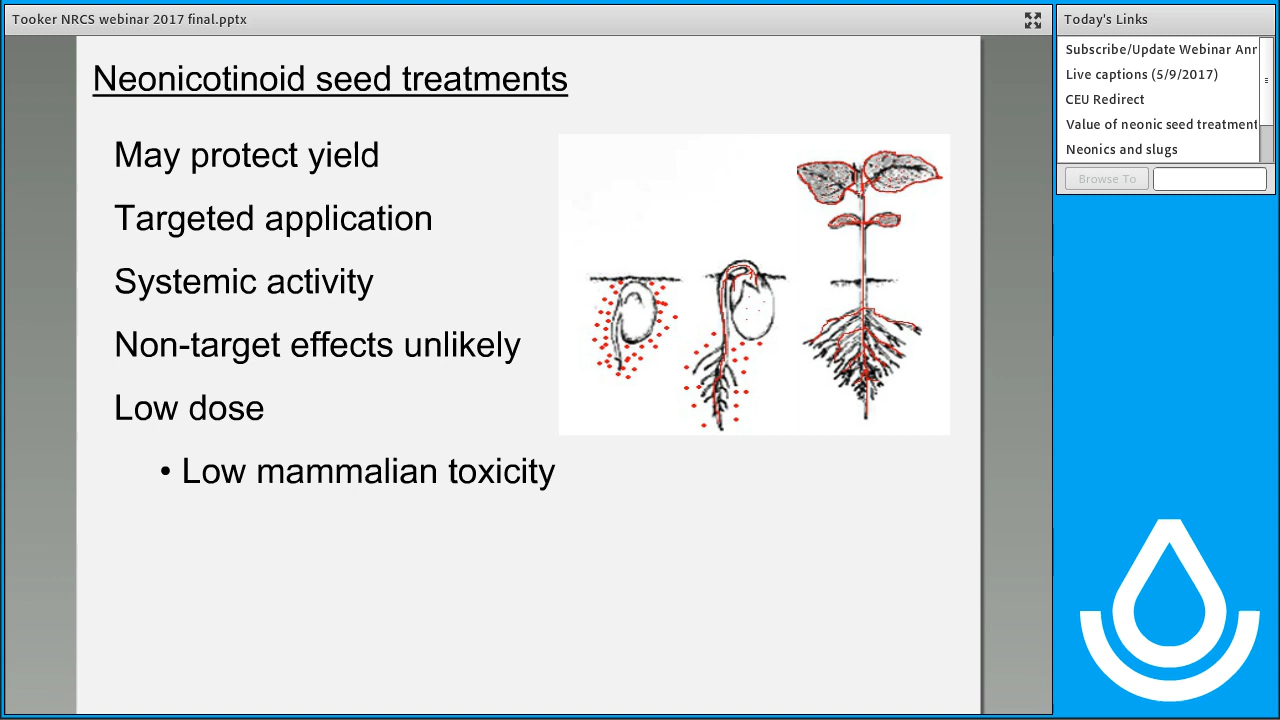 Tooker NRCS webinar 2017 final.pptx
Neonicotinoid seed treatments
May protect yield
Targeted application
Systemic activity
Non-target effects unlikely
Low dose
• Low mammalian toxicity
Today's Links
Subscribe/Update Webinar Anr
Live captions (5/9/2017)
CEU Redirect
Value of neonic seed treatment
Neonics and slugs
Browse To